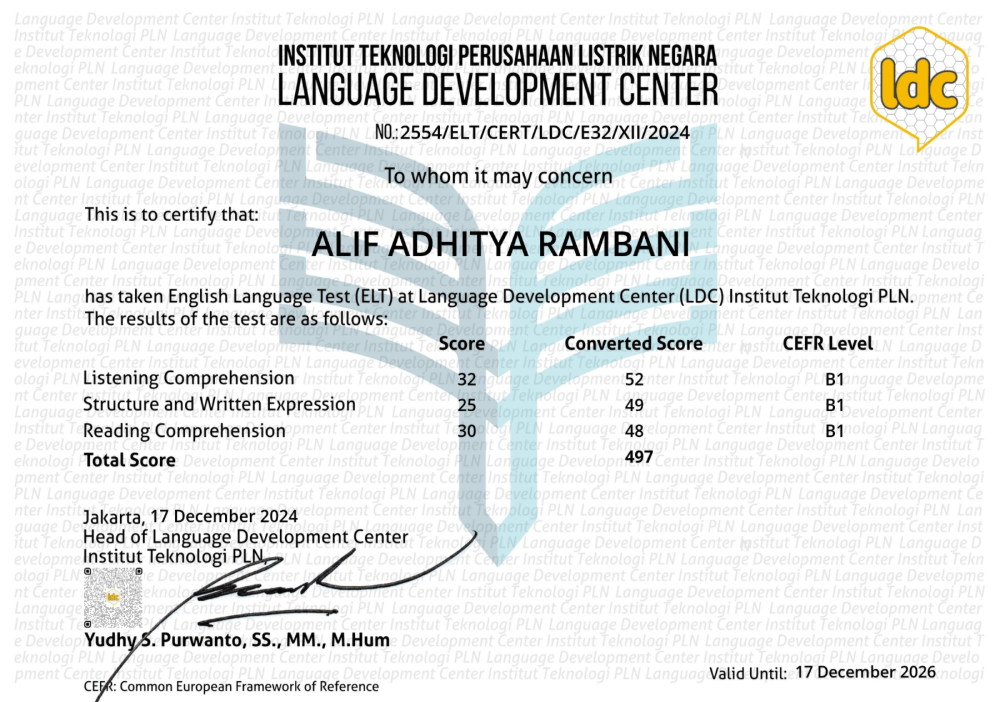 INSTITUT TEKNOLOGI PERUSAHAAN LISTRIK NEGARA
LANGUAGE DEVELOPMENT CENTER
ldc
NO.: 2554/ELT/CERT/LDC/E32/XII/2024
To whom it may concern
This is to certify that:
ALIF ADHITYA RAMBANI
has taken English Language Test (ELT) at Language Development Center (LDC) Institut Teknologi PLN.
The results of the test are as follows:
Score Converted Score CEFR Level
Listening Comprehension 32 52 B1
Structure and Written Expression 25 49 B1
Reading Comprehension 30 48 B1
Total Score 497
Jakarta, 17 December 2024
Head of Language Development Center
Institut Teknologi PLN,
ldc
Yudhy S. Purwanto, SS., MM., M.Hum
Valid Until: 17 December 2026
CEFR: Common European Framework of Reference